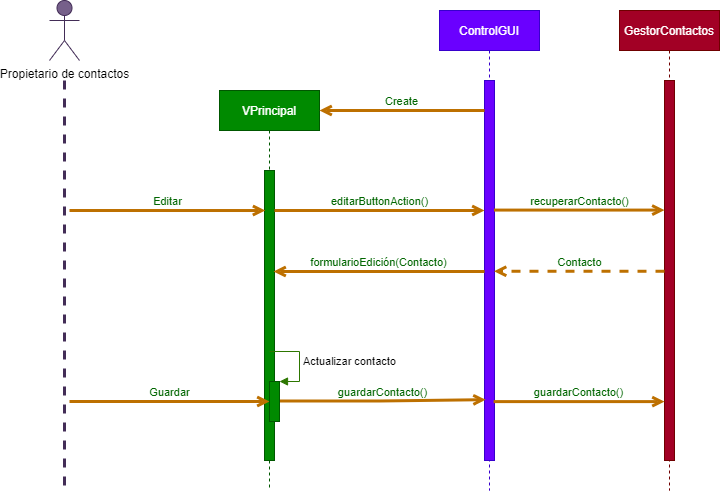 ControlGUI
GestorContactos
Propietario de contactos
VPrincipal
Create
Editar
editarButtonAction()
recuperarContacto()
formularioEdición(Contacto)
Contacto
Actualizar contacto
Guardar
guardarContacto()
guardarContacto()